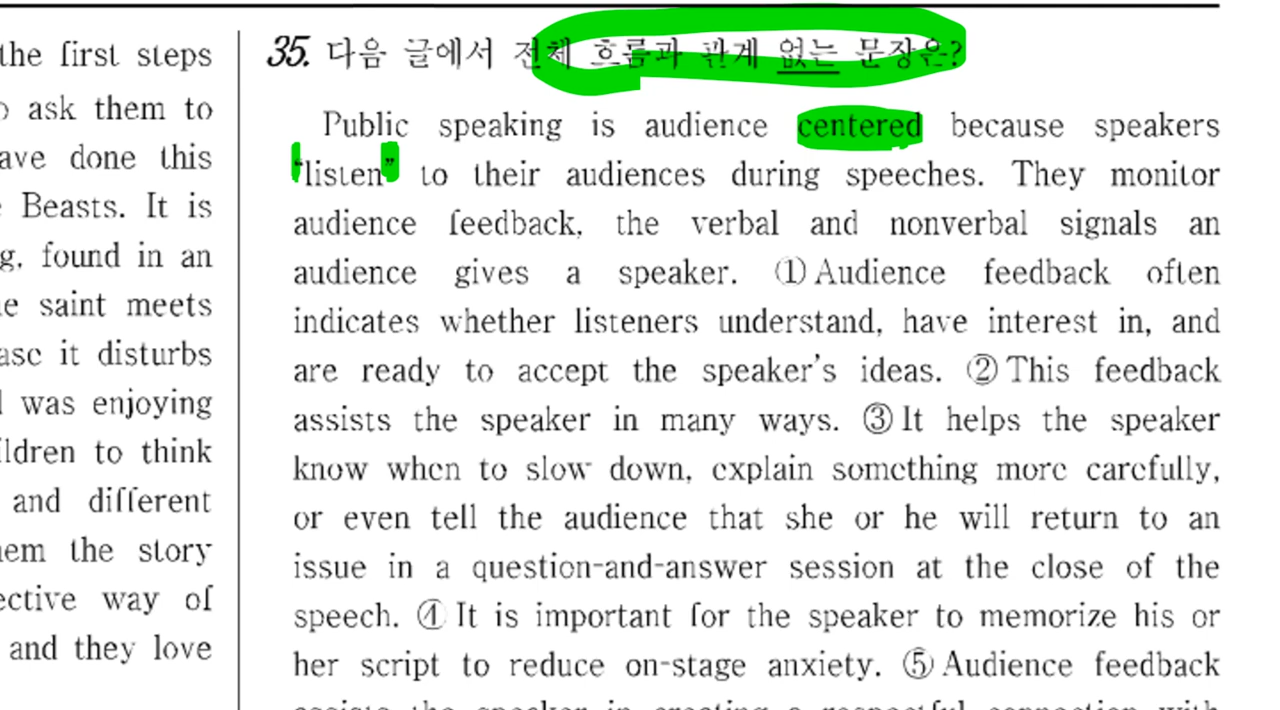 the first steps
ask them to
ave done this
Beasts. It is
g, found in an
e saint meets
ase it disturbs
was enjoying
ldren to think
and different
em the story
ective way of
and they love
35. 다음 글에서 전체 흐름과 관계 없는 문장은?
Public speaking is audience centered because speakers
“listen” to their audiences during speeches. They monitor
audience feedback, the verbal and nonverbal signals an
audience gives a speaker. ① Audience feedback often
indicates whether listeners understand, have interest in, and
are ready to accept the speaker’s ideas. ② This feedback
assists the speaker in many ways. ③ It helps the speaker
know when to slow down, explain something more carefully,
or even tell the audience that she or he will return to an
issue in a question-and-answer session at the close of the
speech. ④ It is important for the speaker to memorize his or
her script to reduce on-stage anxiety. ⑤ Audience feedback
assists the speaker in creating a respectful connection with